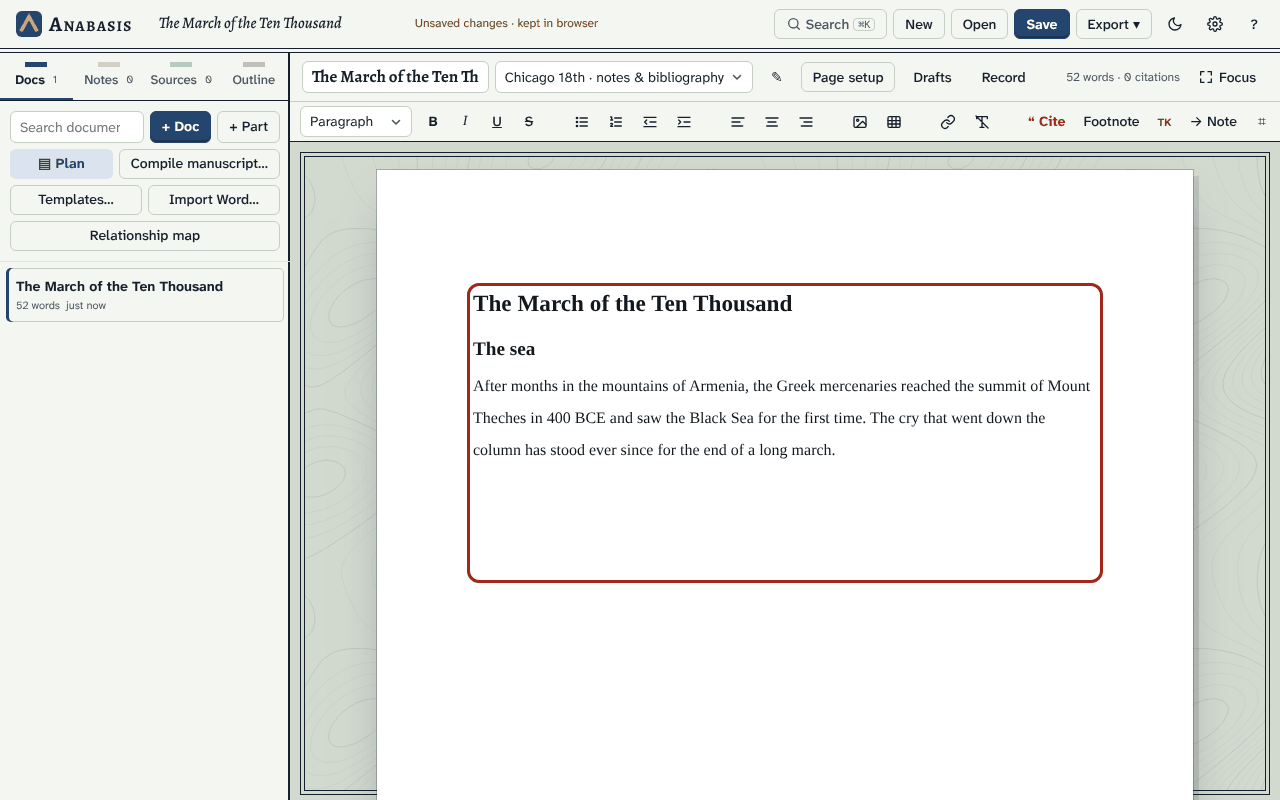 ANABASIS
The March of the Ten Thousand
Unsaved changes · kept in browser
Search ⌘K
New
Open
Save
Export ▾
?
Docs 1
Notes 0
Sources 0
Outline
The March of the Ten Th
Chicago 18th · notes & bibliography
✎
Page setup
Drafts
Record
52 words · 0 citations
Focus
Search documer
+ Doc
+ Part
Paragraph
B
I
U
S
❝ Cite
Footnote
TK
→ Note
⌗
▤ Plan
Compile manuscript…
Templates…
Import Word…
Relationship map
The March of the Ten Thousand
52 words just now
The March of the Ten Thousand
The sea
After months in the mountains of Armenia, the Greek mercenaries reached the summit of Mount
Theches in 400 BCE and saw the Black Sea for the first time. The cry that went down the
column has stood ever since for the end of a long march.